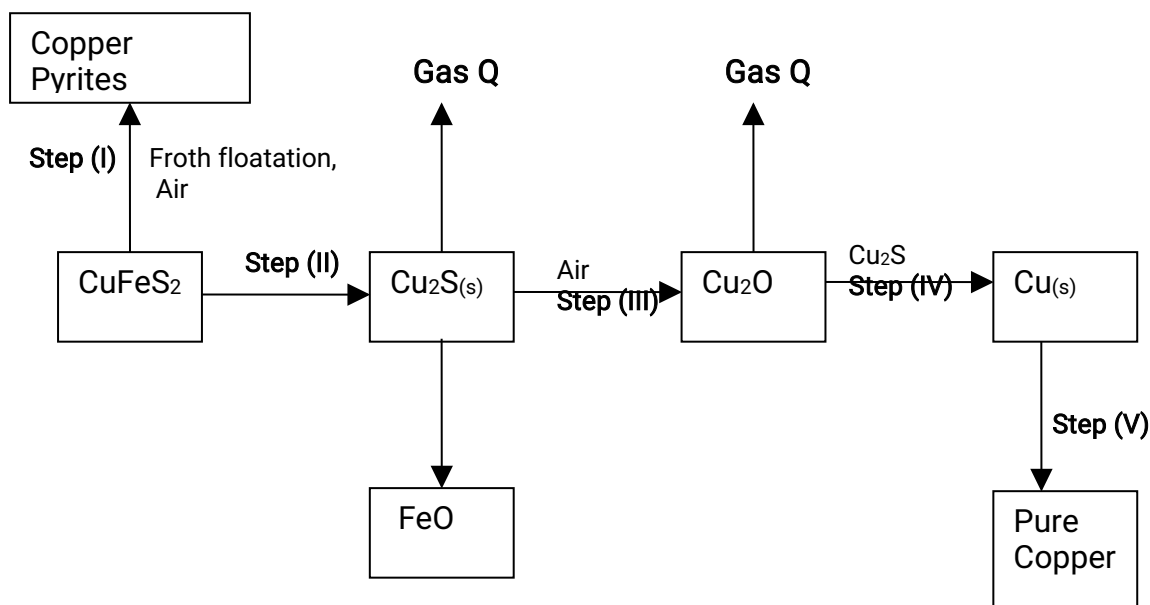 Copper
Pyrites
Gas Q
Gas Q
Step (I)
Froth floatation,
Air
CuFeS₂
Step (II)
Cu₂S(s)
Air
Step (III)
Cu₂O
Cu₂S
Step (IV)
Cu(s)
Step (V)
FeO
Pure
Copper